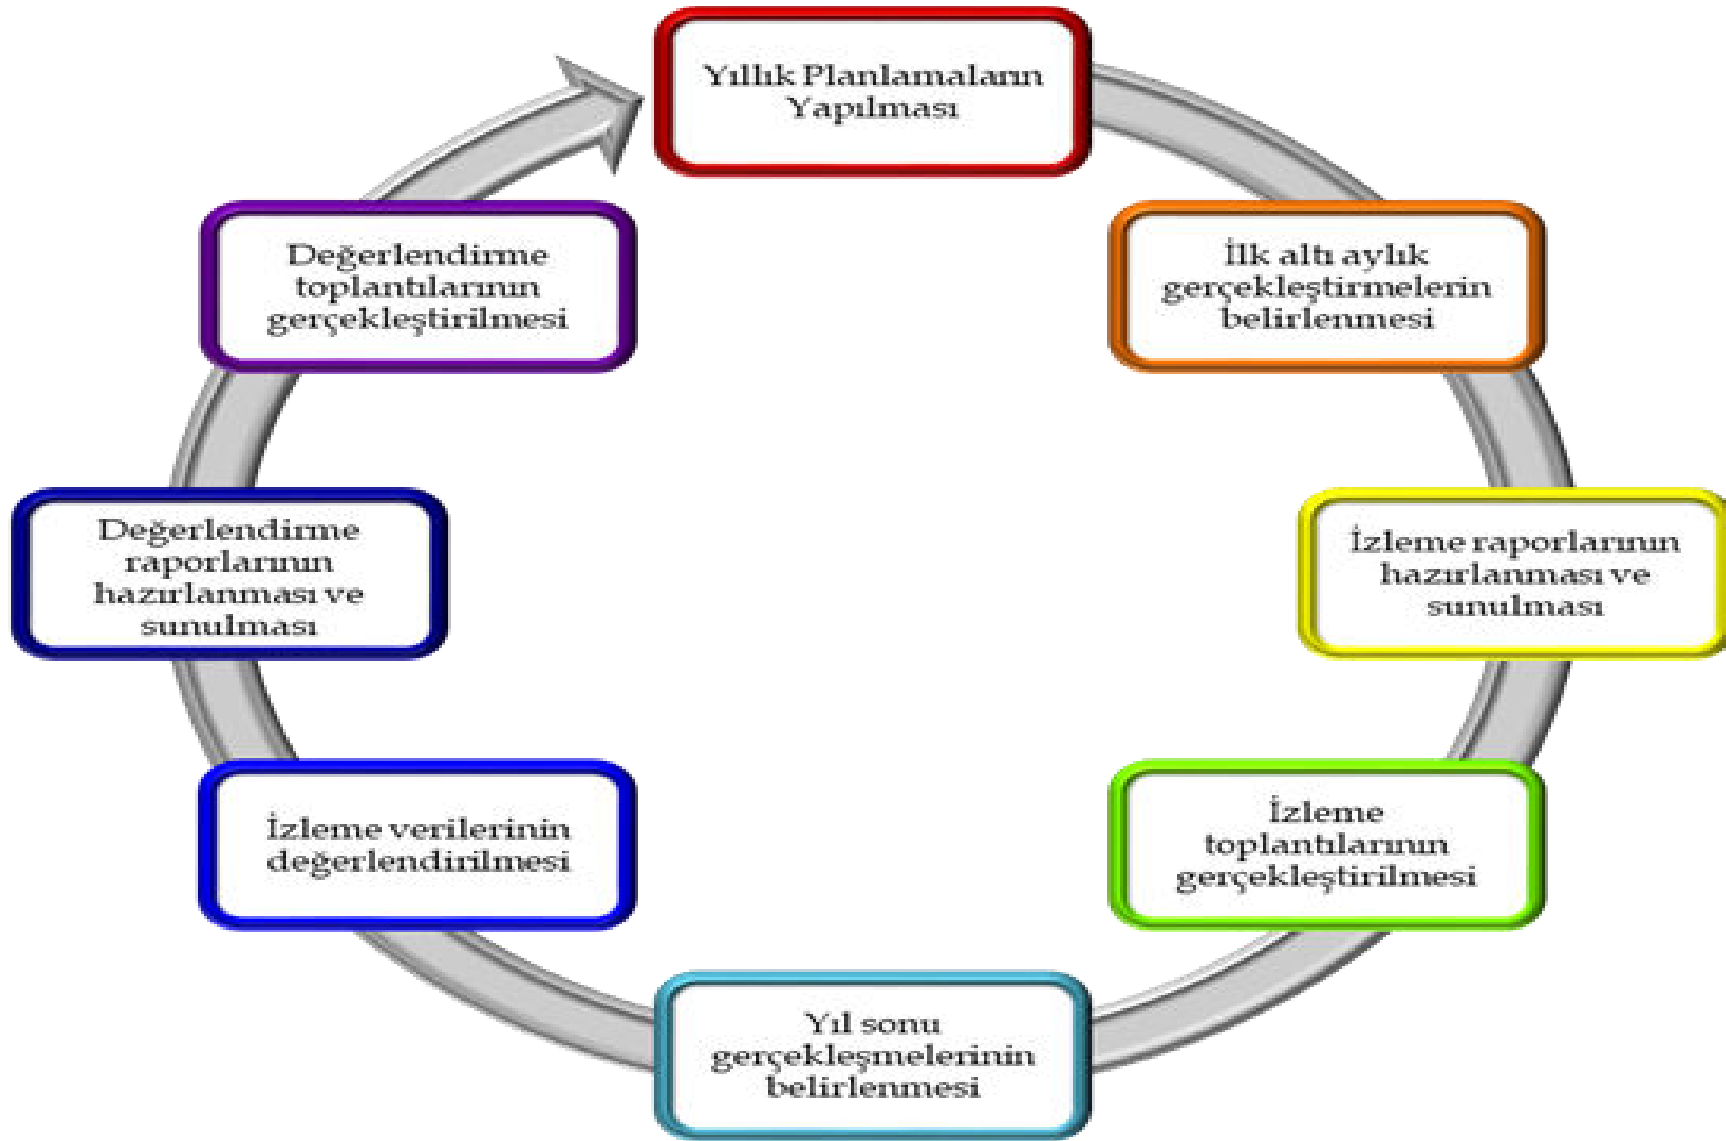 Yıllık Planlamaların
Yapılması
İlk altı aylık
gerçekleştirmelerin
belirlenmesi
İzleme raporlarının
hazırlanması ve
sunulması
İzleme
toplantılarının
gerçekleştirilmesi
Yıl sonu
gerçekleşmelerinin
belirlenmesi
İzleme verilerinin
değerlendirilmesi
Değerlendirme
raporlarının
hazırlanması ve
sunulması
Değerlendirme
toplantılarının
gerçekleştirilmesi